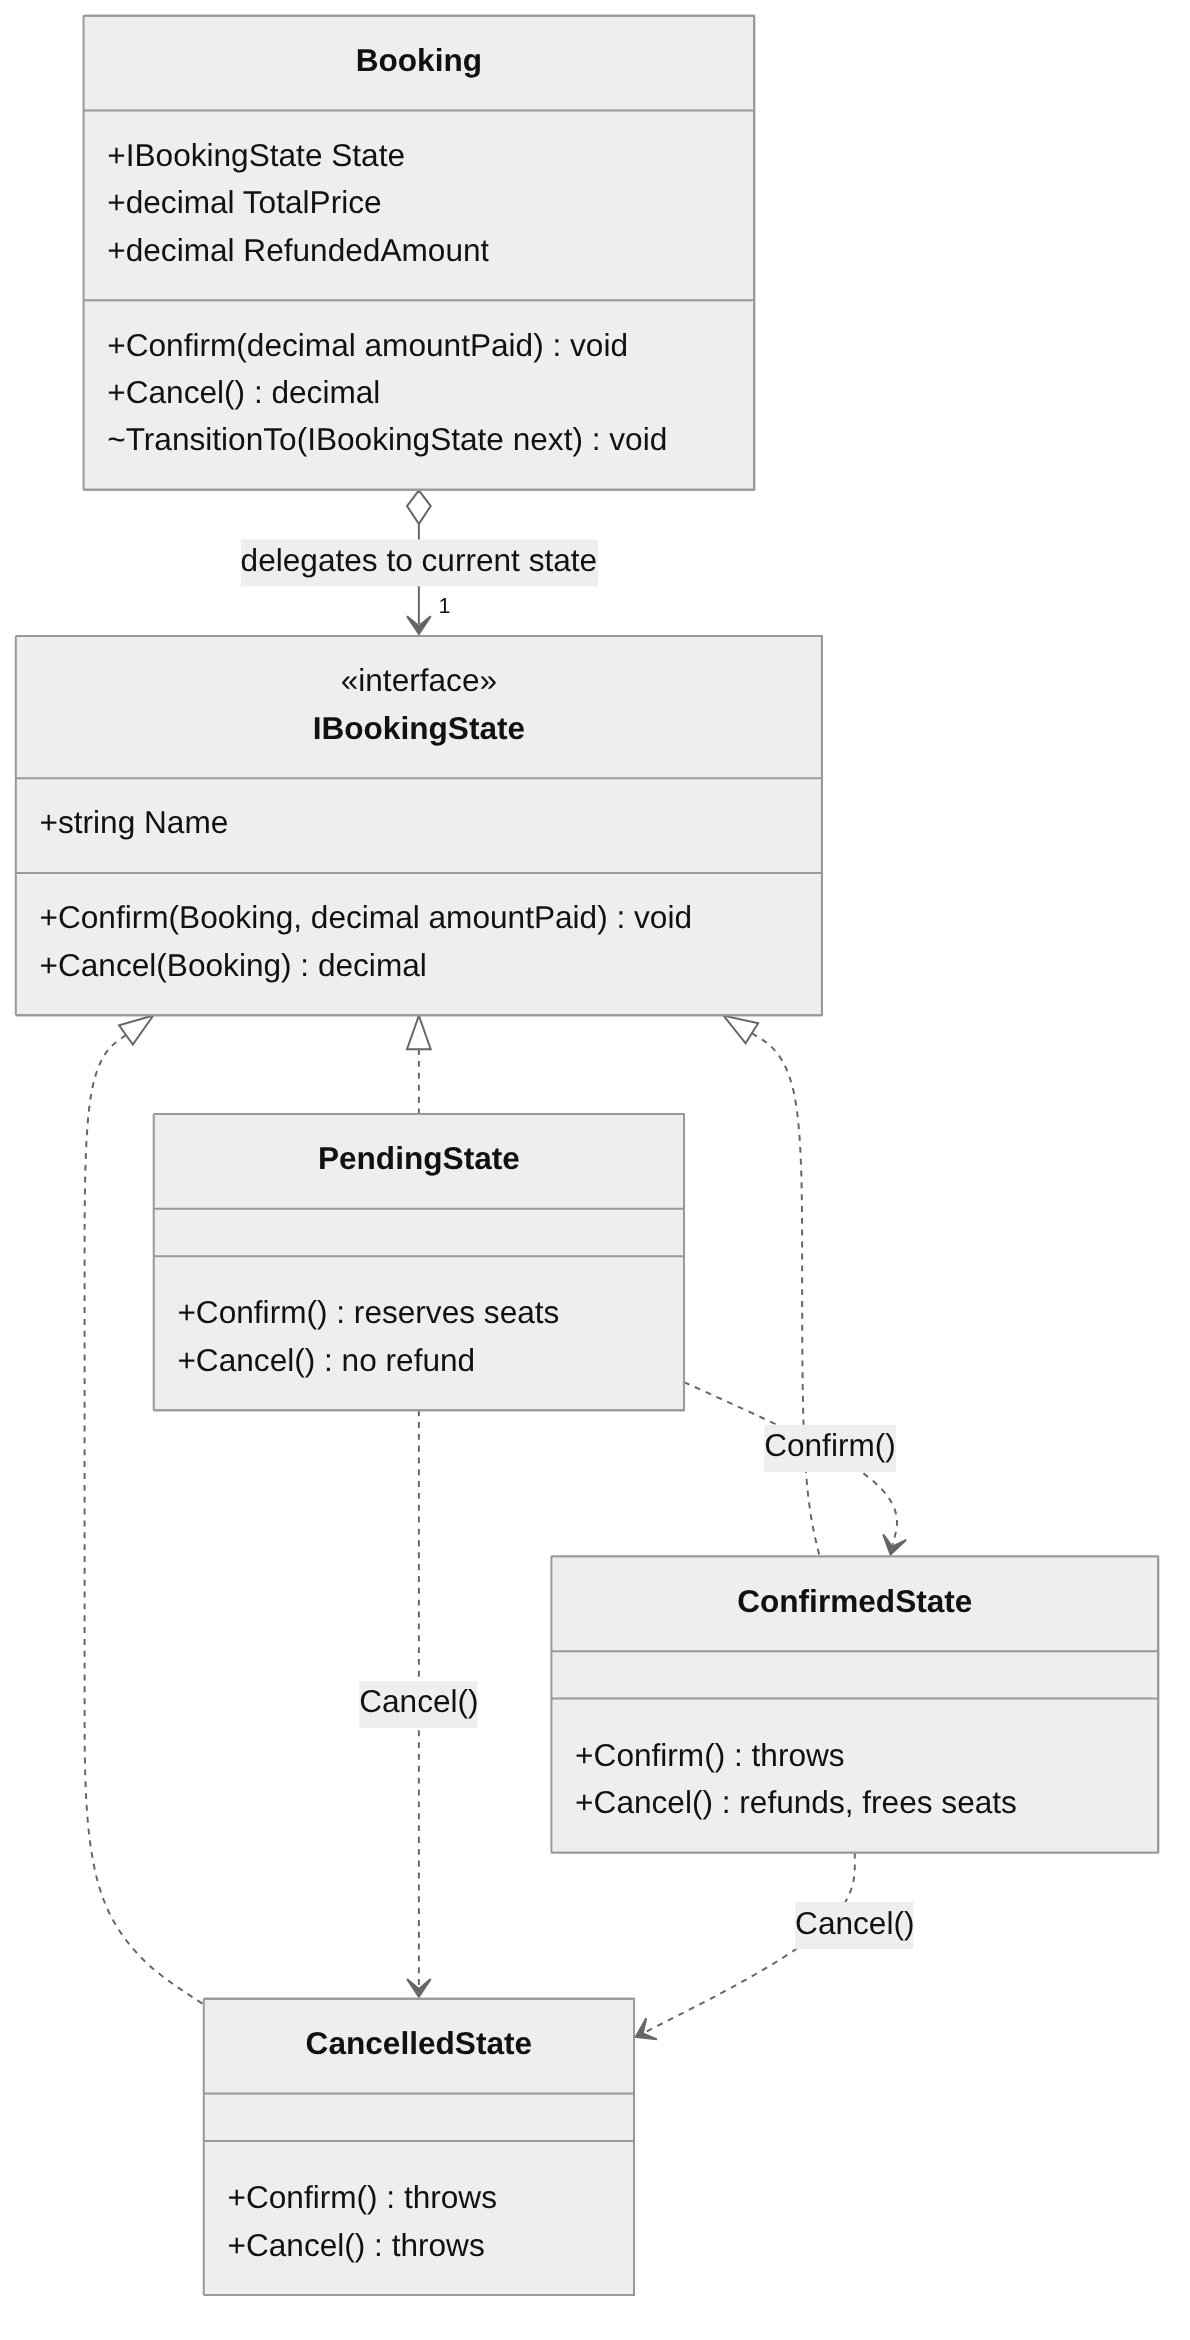 Booking
+IBookingState State
+decimal TotalPrice
+decimal RefundedAmount
+Confirm(decimal amountPaid) : void
+Cancel() : decimal
~TransitionTo(IBookingState next) : void
delegates to current state
1
«interface»
IBookingState
+string Name
+Confirm(Booking, decimal amountPaid) : void
+Cancel(Booking) : decimal
PendingState
+Confirm() : reserves seats
+Cancel() : no refund
Confirm()
ConfirmedState
+Confirm() : throws
+Cancel() : refunds, frees seats
Cancel()
Cancel()
CancelledState
+Confirm() : throws
+Cancel() : throws